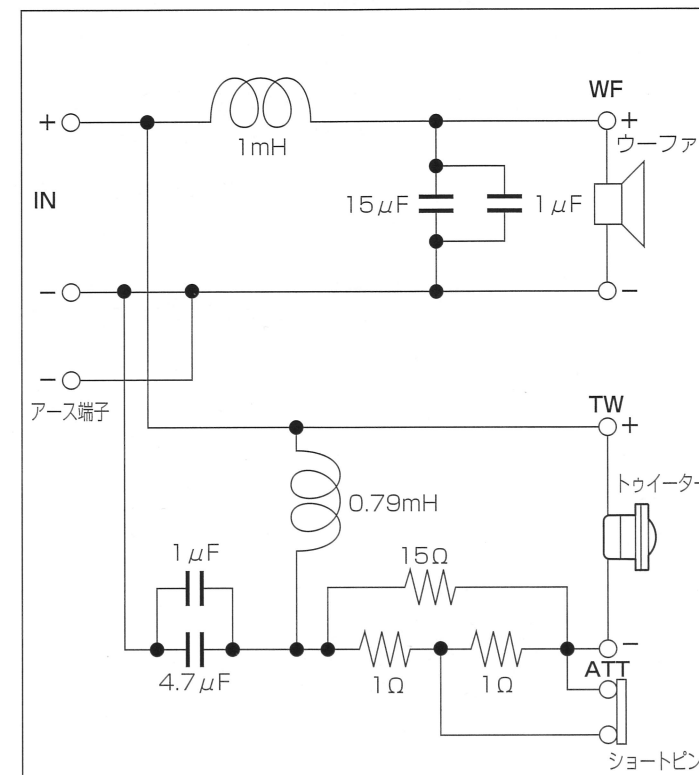 WF
+
+
ウーファ
1mH
IN
15μF
1μF
−
−
−
アース端子
TW
+
トゥイーター
0.79mH
1μF
15Ω
−
4.7μF
1Ω
1Ω
ATT
ショートピン